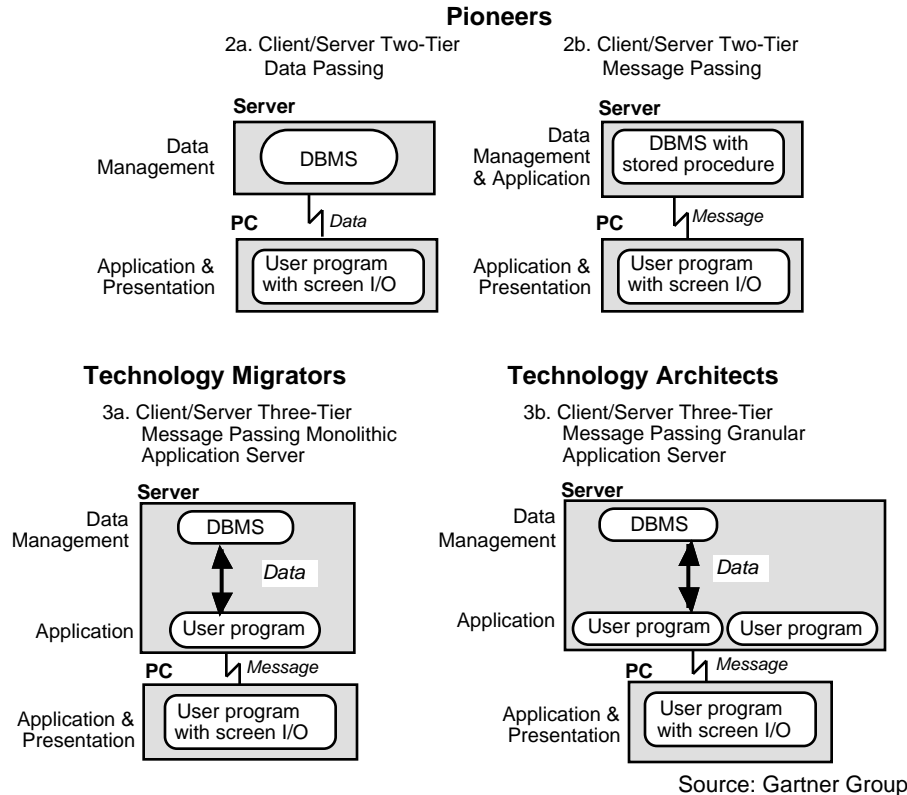 Pioneers
2a. Client/Server Two-Tier
Data Passing
Server
Data
Management
DBMS
Data
PC
Application &
Presentation
User program
with screen I/O
2b. Client/Server Two-Tier
Message Passing
Server
Data
Management
& Application
DBMS with
stored procedure
Message
PC
Application &
Presentation
User program
with screen I/O
Technology Migrators
3a. Client/Server Three-Tier
Message Passing Monolithic
Application Server
Server
Data
Management
DBMS
Data
Application
User program
Message
PC
Application &
Presentation
User program
with screen I/O
Technology Architects
3b. Client/Server Three-Tier
Message Passing Granular
Application Server
Server
Data
Management
DBMS
Data
Application
User program
User program
Message
PC
Application &
Presentation
User program
with screen I/O
Source: Gartner Group